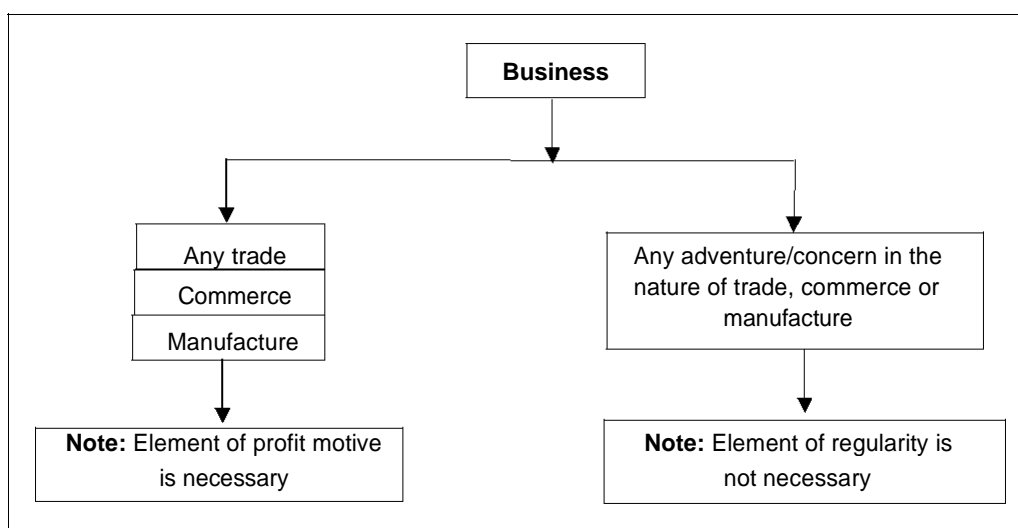 Business
Any trade
Commerce
Manufacture
Any adventure/concern in the
nature of trade, commerce or
manufacture
Note: Element of profit motive
is necessary
Note: Element of regularity is
not necessary